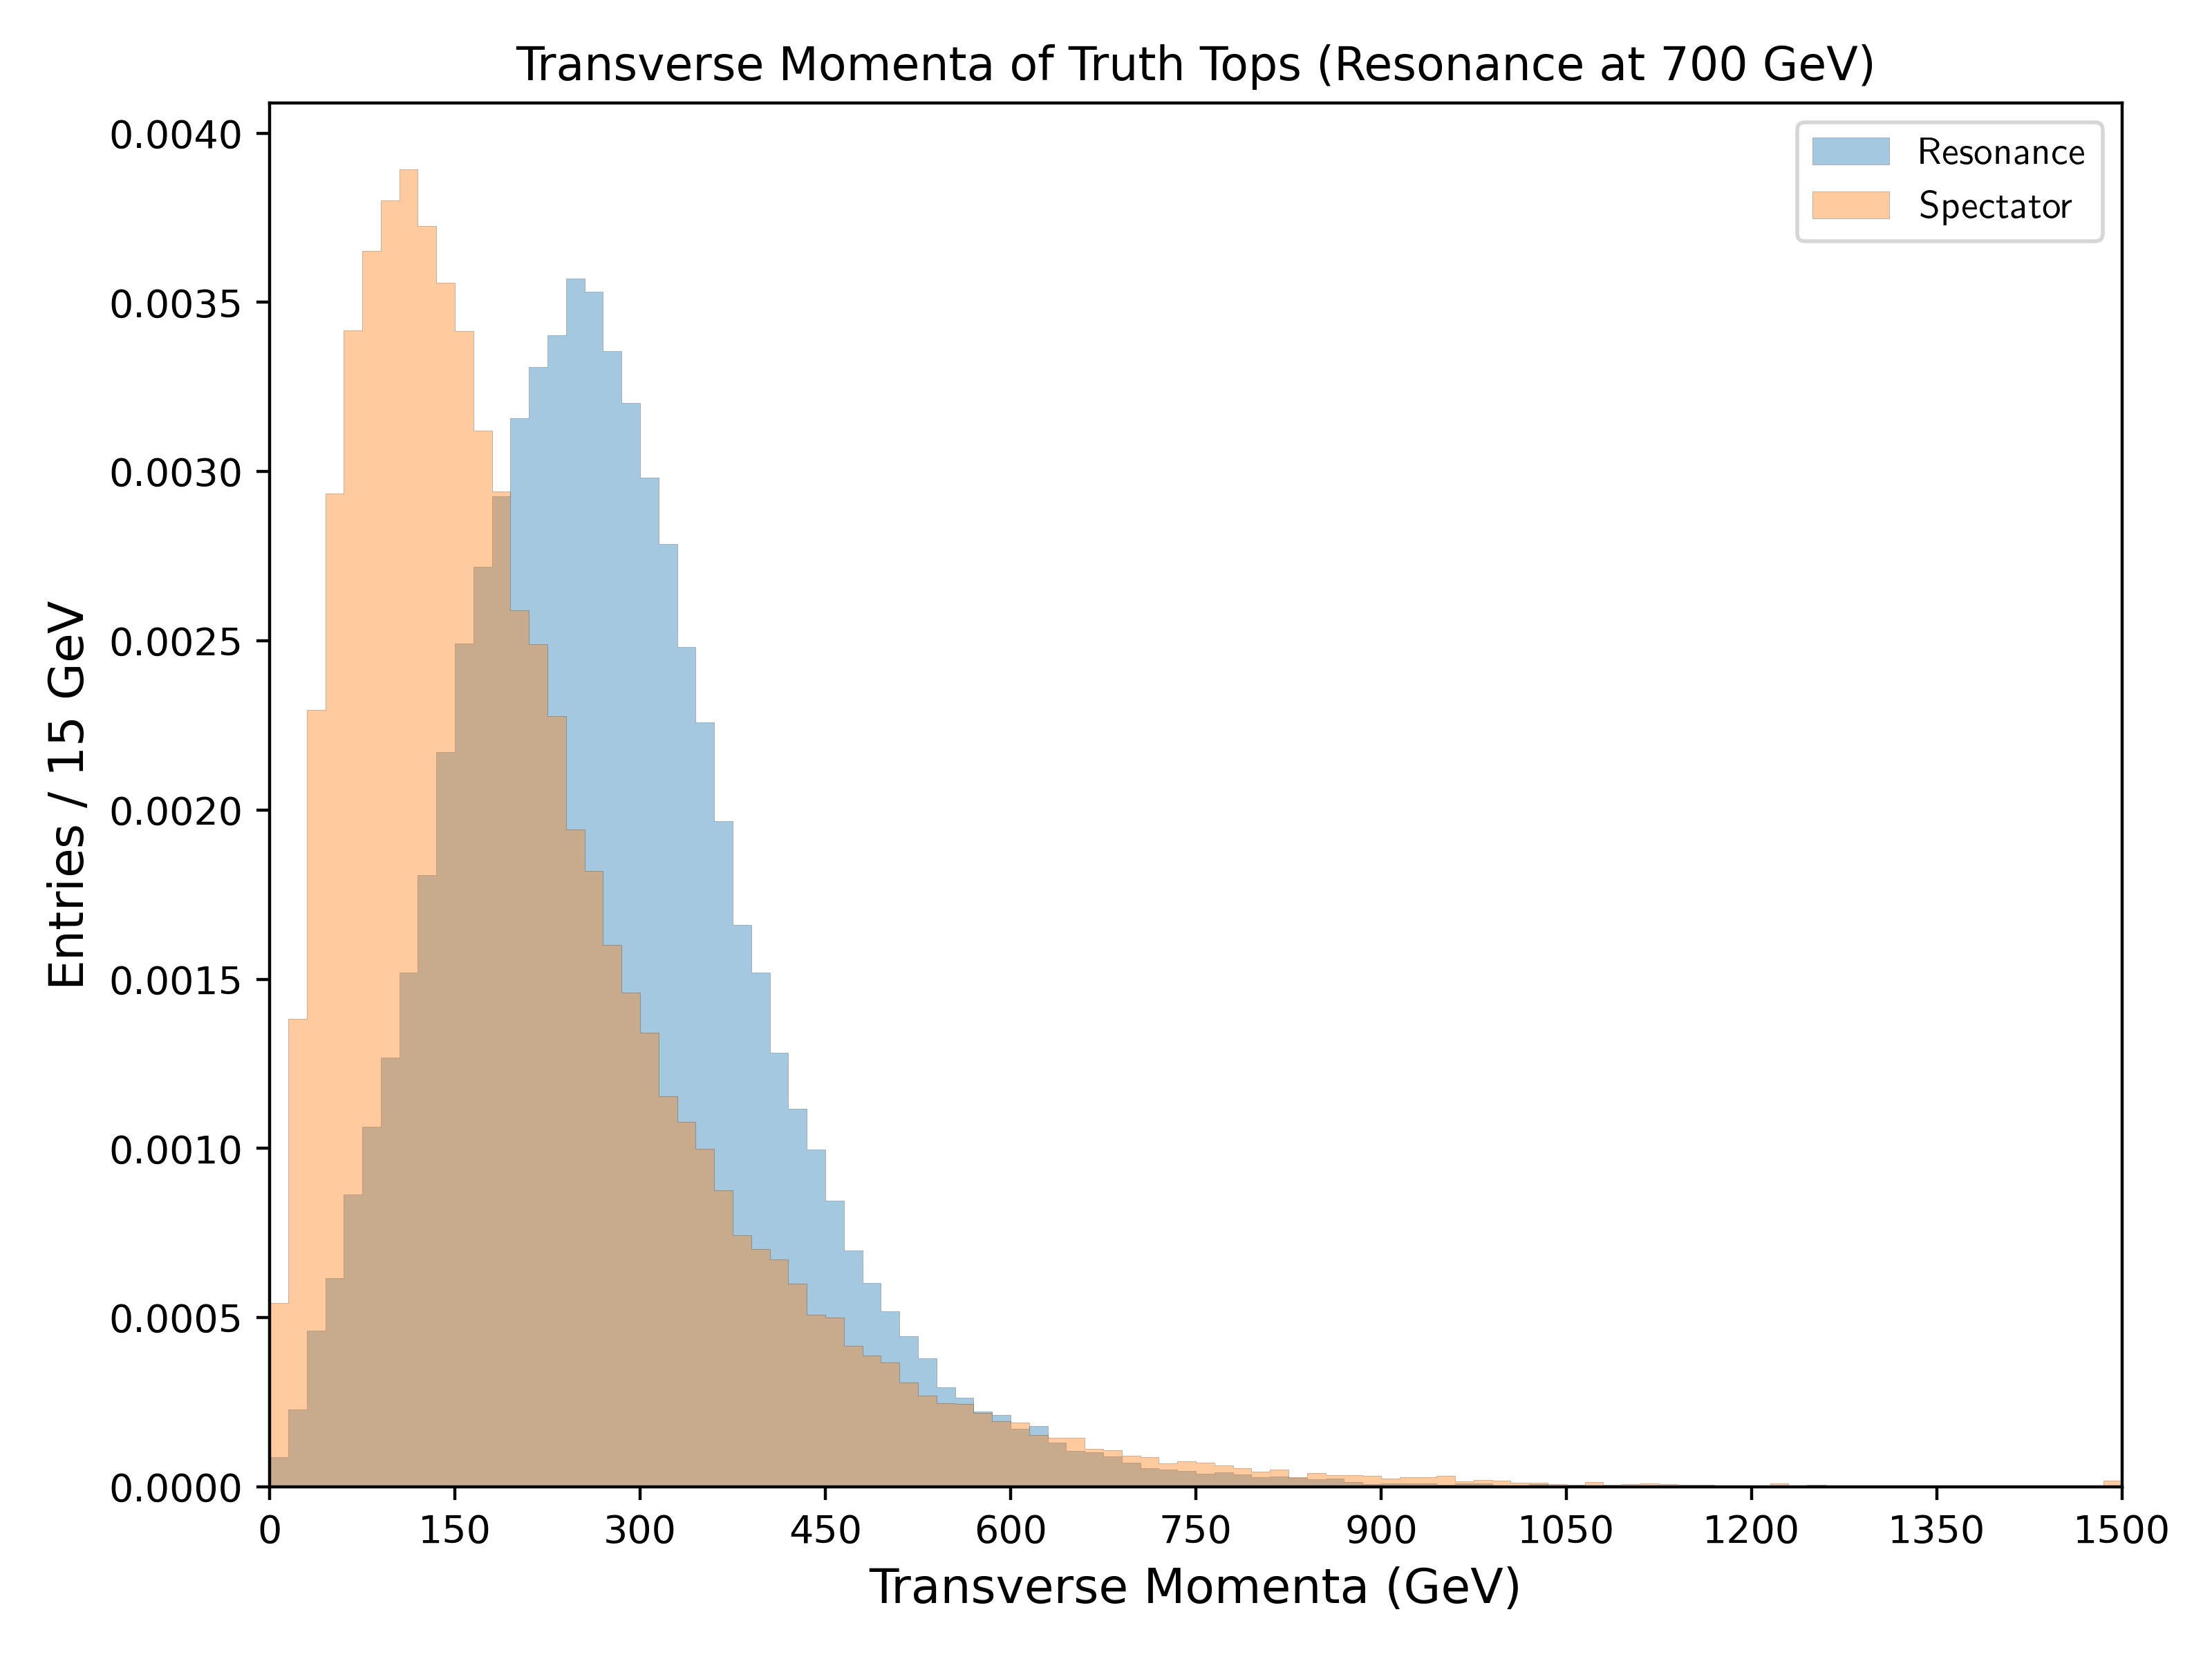 Transverse Momenta of Truth Tops (Resonance at 700 GeV)
Resonance
Spectator
Entries / 15 GeV
0.0040
0.0035
0.0030
0.0025
0.0020
0.0015
0.0010
0.0005
0.0000
0 150 300 450 600 750 900 1050 1200 1350 1500
Transverse Momenta (GeV)